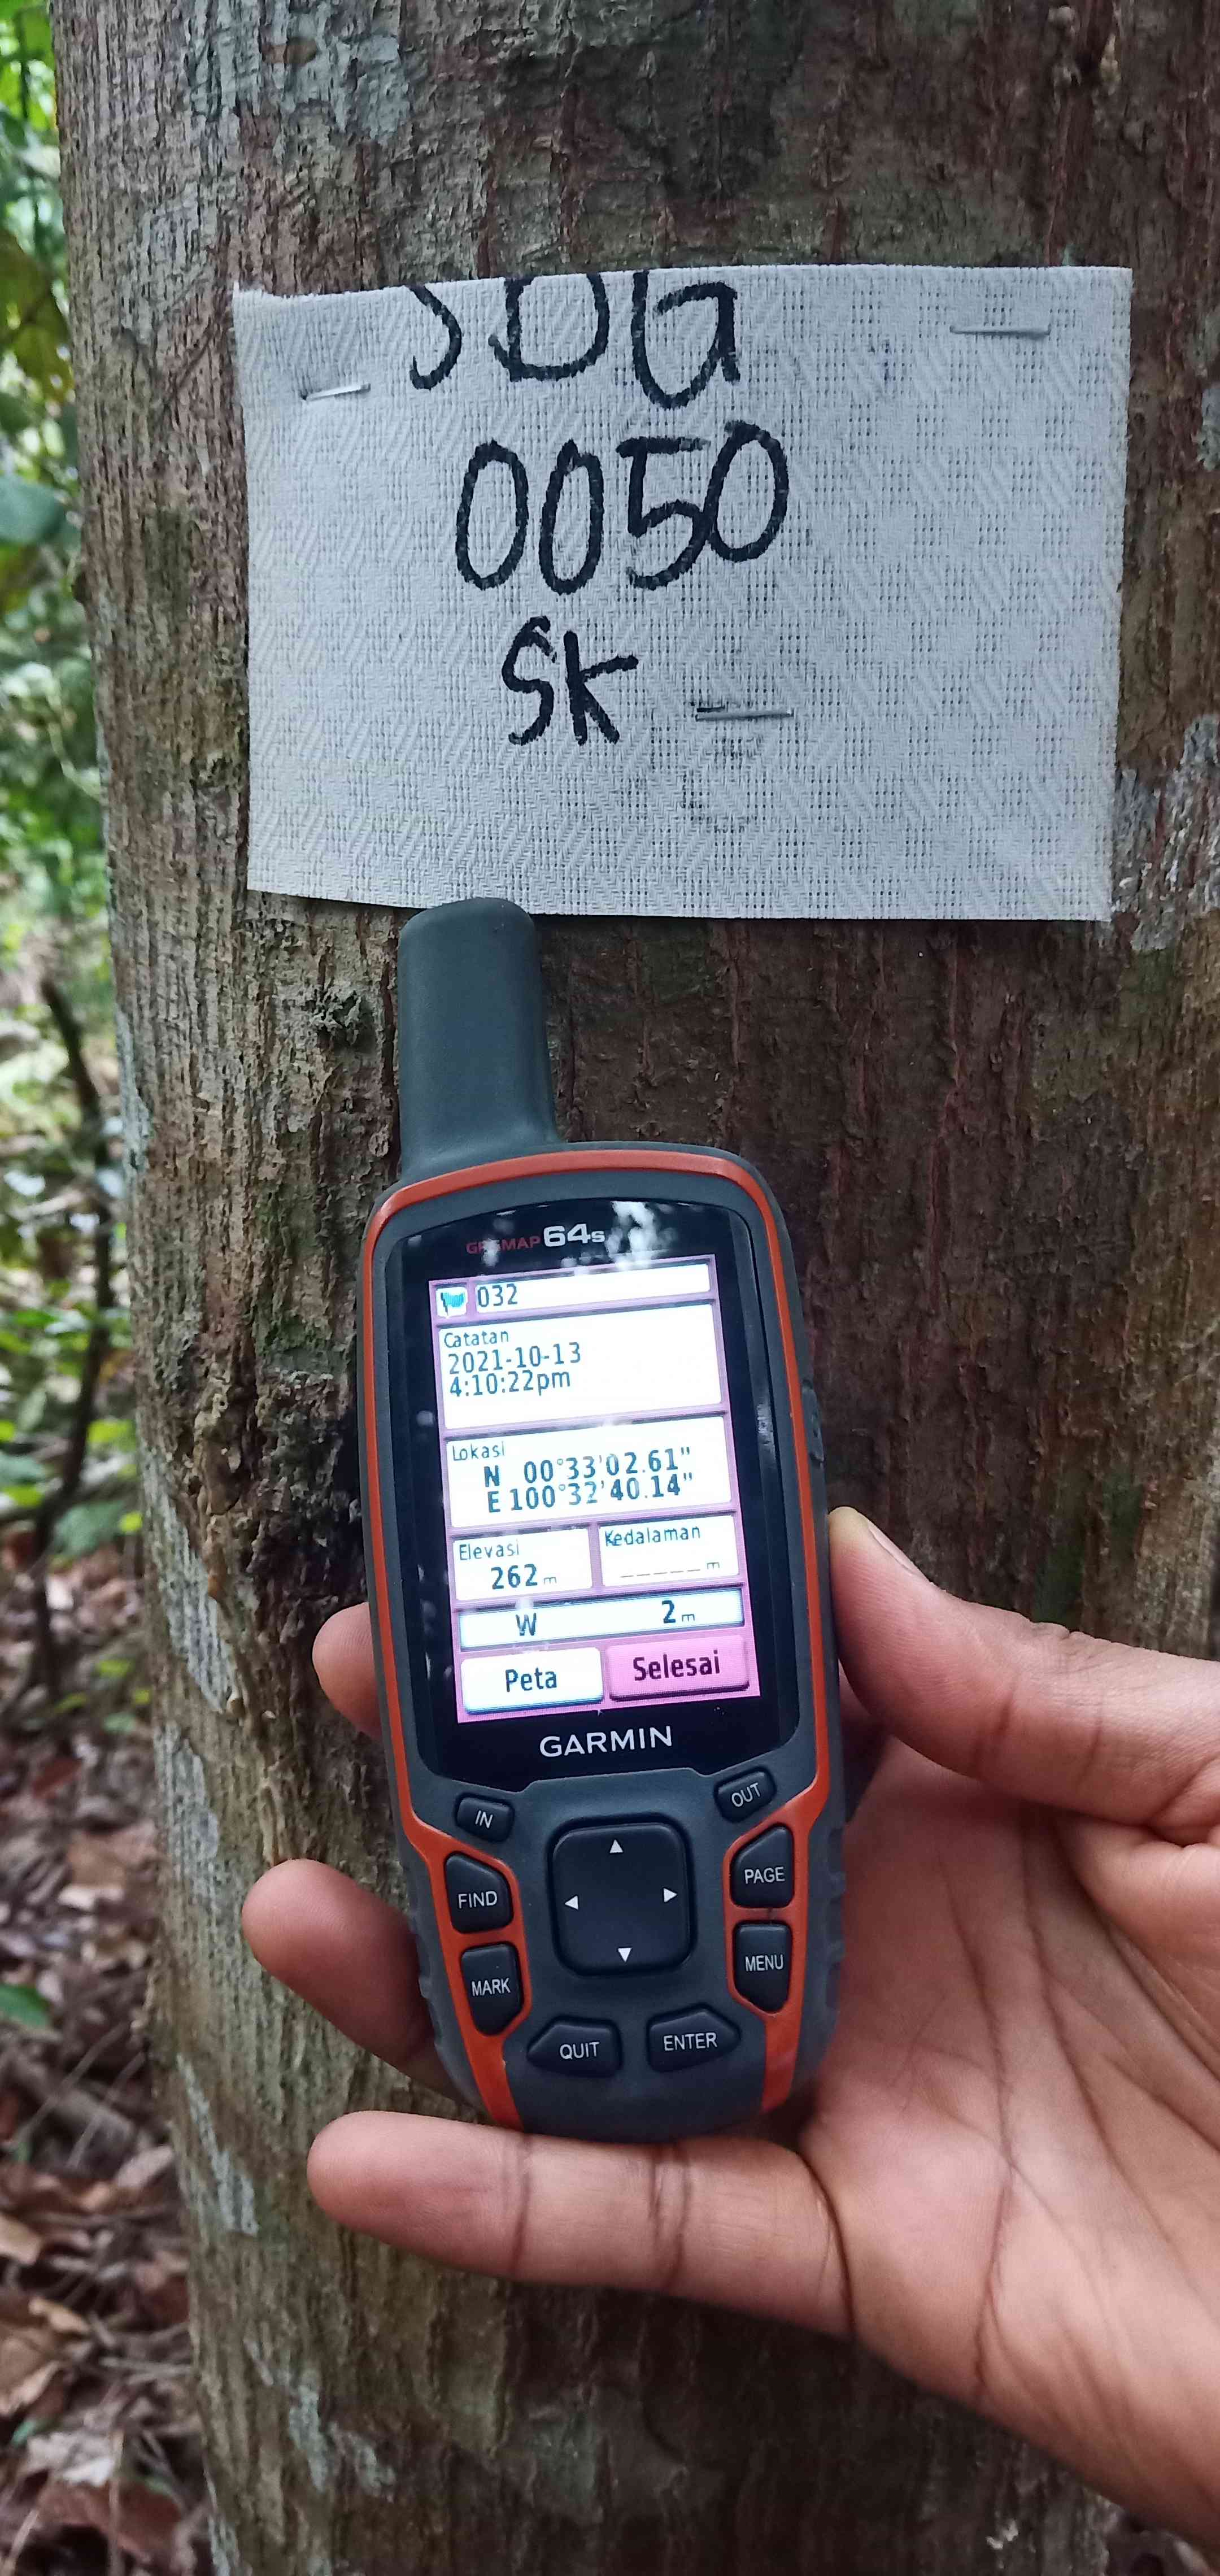 SDG
0050
SK
GPSMAP 64s
032
Catatan
2021-10-13
4:10:22pm
Lokasi
N 00°33'02.61"
E 100°32'40.14"
Elevasi
262 m
Kedalaman
_____ m
W 2 m
Peta
Selesai
GARMIN
IN
OUT
FIND
PAGE
MARK
MENU
QUIT
ENTER